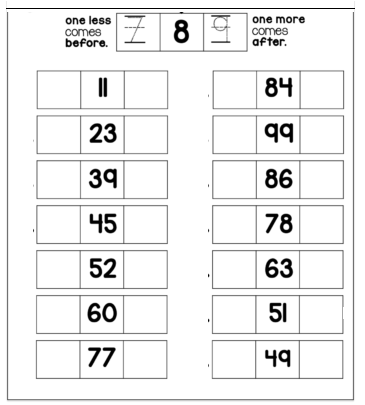 one less
comes
before.
7 8 9
one more
comes
after.
11
84
23
99
39
86
45
78
52
63
60
51
77
49